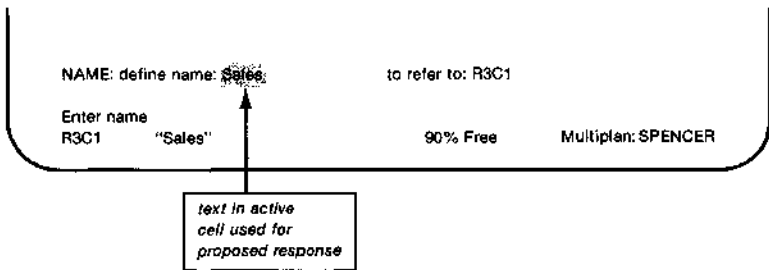 NAME: define name: Sales to refer to: R3C1
Enter name
R3C1 "Sales" 90% Free Multiplan: SPENCER
text in active
cell used for
proposed response